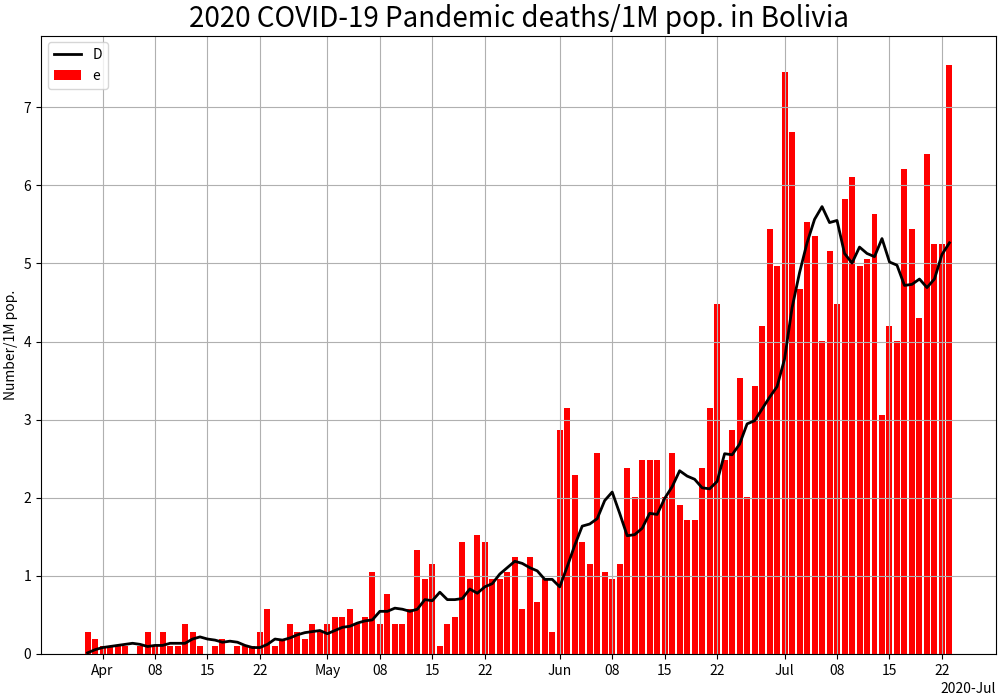 2020 COVID-19 Pandemic deaths/1M pop. in Bolivia
D
e
Number/1M pop.
7
6
5
4
3
2
1
0
Apr 08 15 22 May 08 15 22 Jun 08 15 22 Jul 08 15 22
2020-Jul